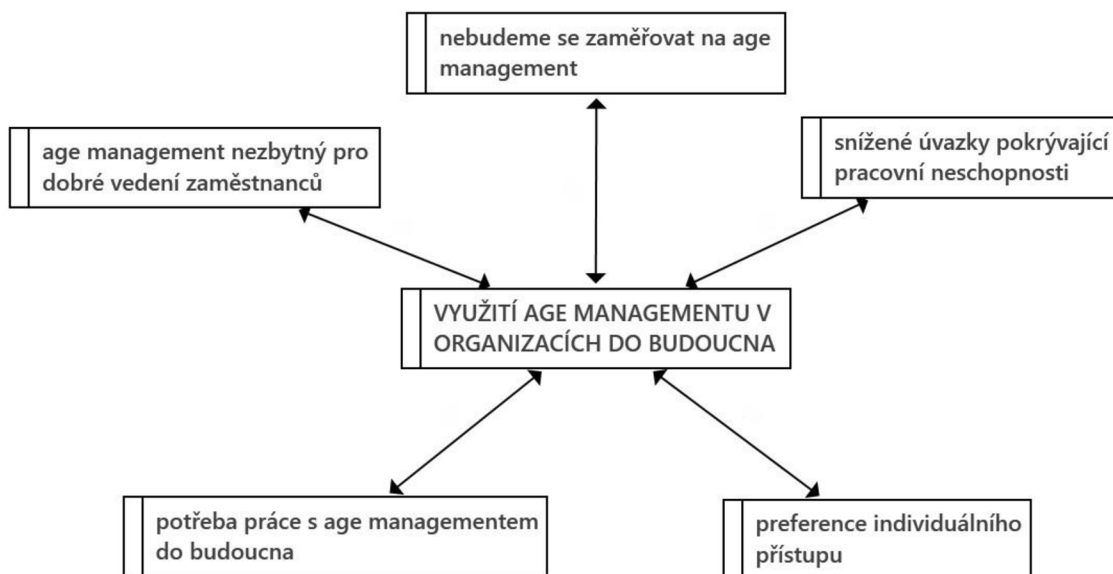 nebudeme se zaměřovat na age
management
age management nezbytný pro
dobré vedení zaměstnanců
snížené úvazky pokrývající
pracovní neschopnosti
VYUŽITÍ AGE MANAGEMENTU V
ORGANIZACÍCH DO BUDOUCNA
potřeba práce s age managementem
do budoucna
preference individuálního
přístupu